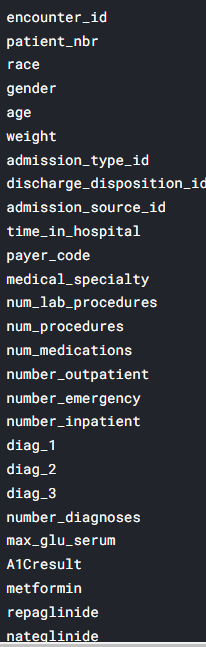 encounter_id
patient_nbr
race
gender
age
weight
admission_type_id
discharge_disposition_id
admission_source_id
time_in_hospital
payer_code
medical_specialty
num_lab_procedures
num_procedures
num_medications
number_outpatient
number_emergency
number_inpatient
diag_1
diag_2
diag_3
number_diagnoses
max_glu_serum
A1Cresult
metformin
repaglinide
nateglinide